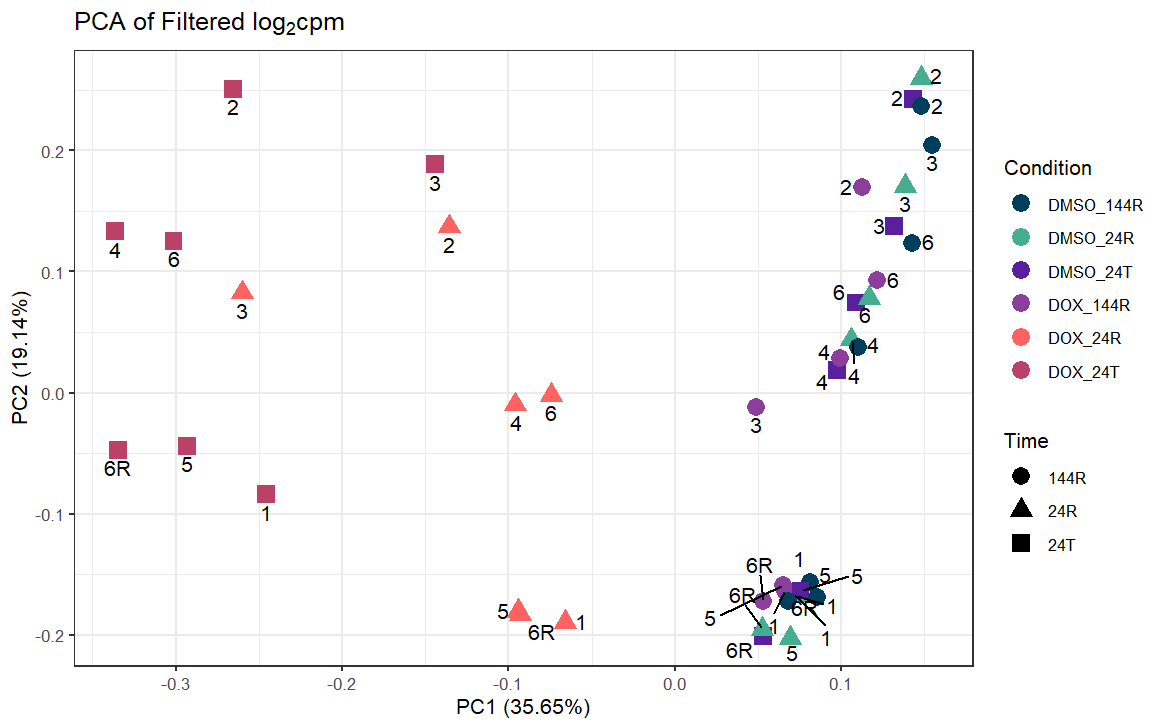 PCA of Filtered log₂cpm
2
2
2
2
3
2
3
3
3
2
4
6
6
6
3
6
6
4
4
4
4
4
6
3
6R
5
1
1
6R
5
5
6R
5
6R
1
1
1
5
6R
1
6R
5
0.2
0.1
0.0
-0.1
-0.2
-0.3
-0.2
-0.1
0.0
0.1
PC1 (35.65%)
PC2 (19.14%)
Condition
DMSO_144R
DMSO_24R
DMSO_24T
DOX_144R
DOX_24R
DOX_24T
Time
144R
24R
24T